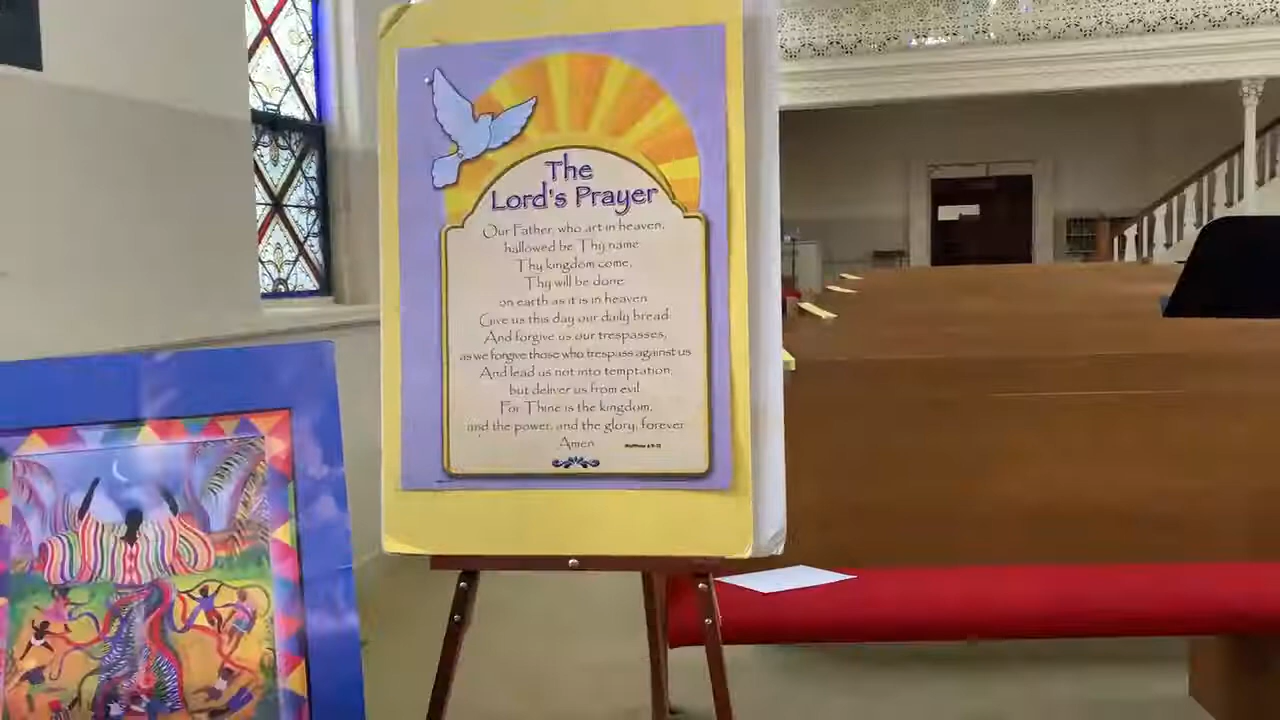 The
Lord's Prayer
Our Father, who art in heaven,
hallowed be Thy name
Thy kingdom come,
Thy will be done
on earth as it is in heaven
Give us this day our daily bread
And forgive us our trespasses,
as we forgive those who trespass against us
And lead us not into temptation,
but deliver us from evil
For Thine is the kingdom,
and the power, and the glory, forever
Amen